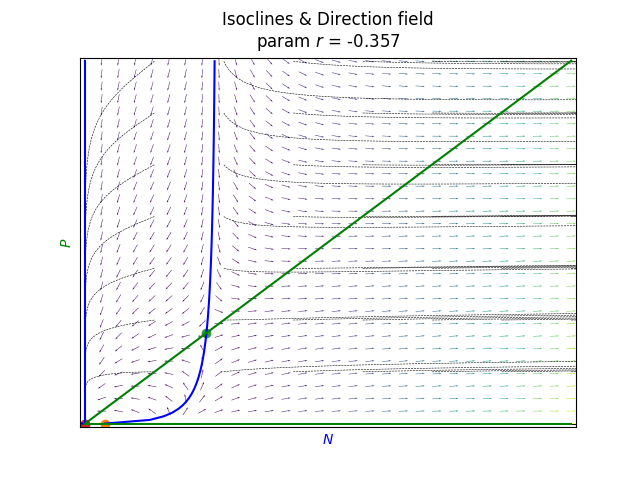 Isoclines & Direction field
param r = -0.357
P
N